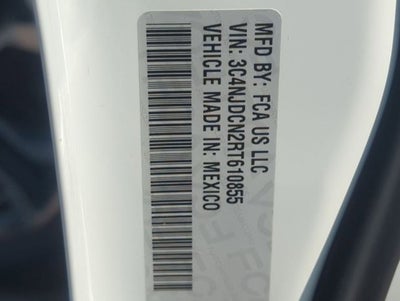 MFD BY: FCA US LLC
VIN: 3C4NJDCN2RT610855
VEHICLE MADE IN: MEXICO